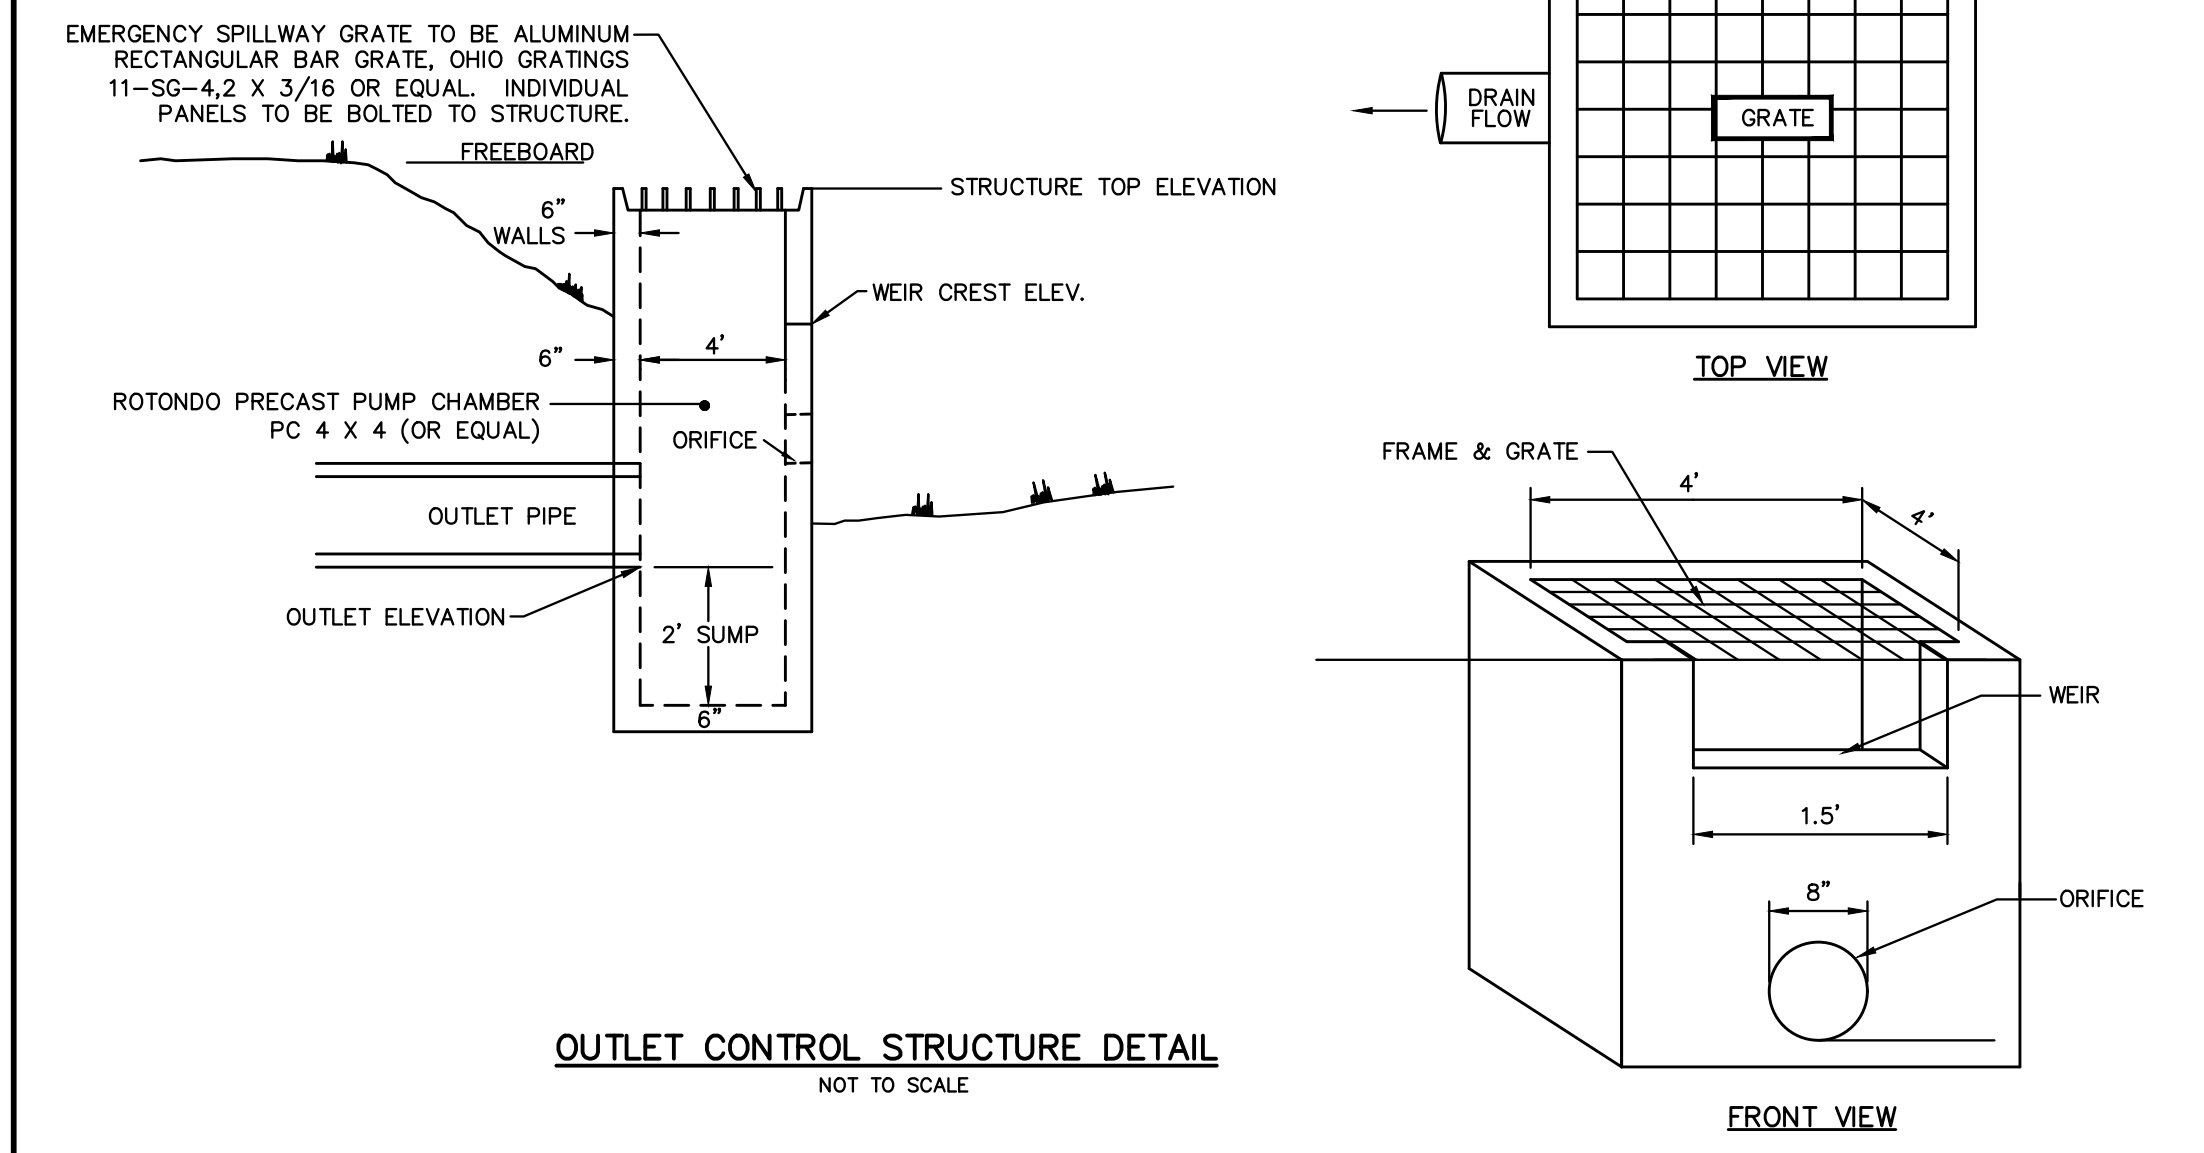 EMERGENCY SPILLWAY GRATE TO BE ALUMINUM
RECTANGULAR BAR GRATE, OHIO GRATINGS
11-SG-4,2 X 3/16 OR EQUAL. INDIVIDUAL
PANELS TO BE BOLTED TO STRUCTURE.
FREEBOARD
STRUCTURE TOP ELEVATION
6"
WALLS
WEIR CREST ELEV.
6"
4'
ROTONDO PRECAST PUMP CHAMBER
PC 4 X 4 (OR EQUAL)
ORIFICE
OUTLET PIPE
OUTLET ELEVATION
2' SUMP
6"
OUTLET CONTROL STRUCTURE DETAIL
NOT TO SCALE
DRAIN
FLOW
GRATE
TOP VIEW
FRAME & GRATE
4'
4'
WEIR
1.5'
8"
ORIFICE
FRONT VIEW